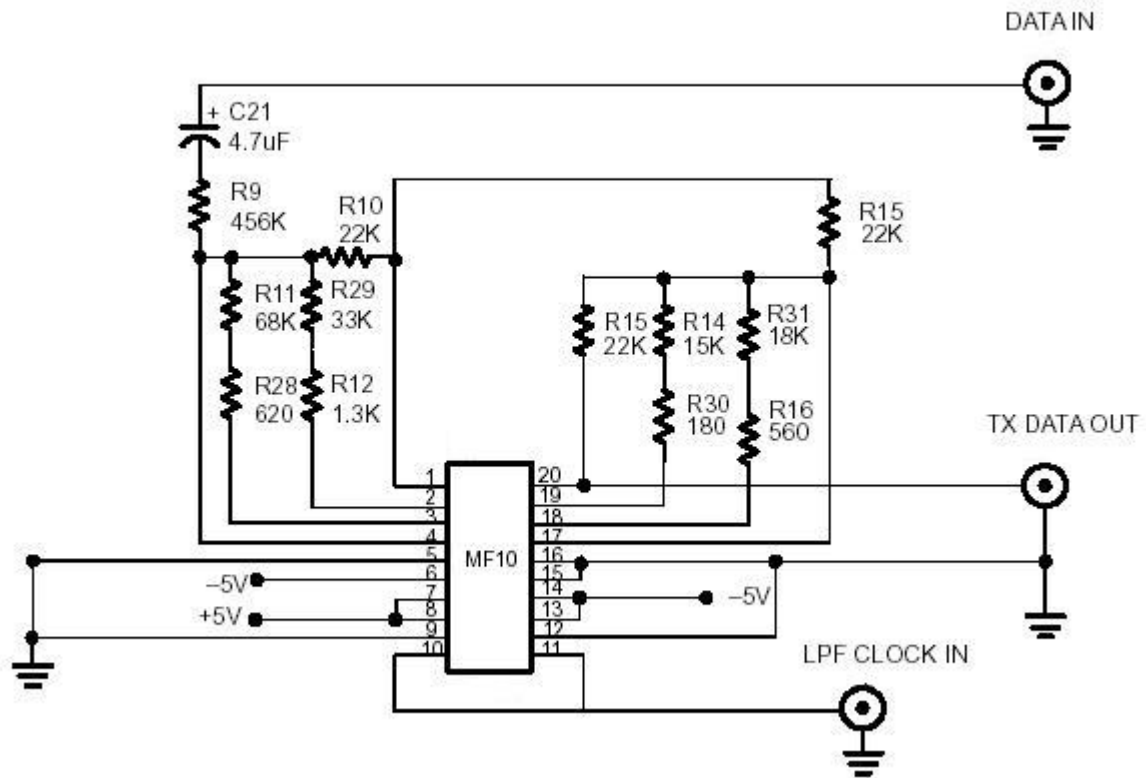 DATA IN
+ C21
4.7uF
R9
456K
R10
22K
R15
22K
R11
68K
R29
33K
R15
22K
R14
15K
R31
18K
R28
620
R12
1.3K
R30
180
R16
560
TX DATA OUT
1
2
3
4
5
6
7
8
9
10
MF10
20
19
18
17
16
15
14
13
12
11
–5V
+5V
–5V
LPF CLOCK IN